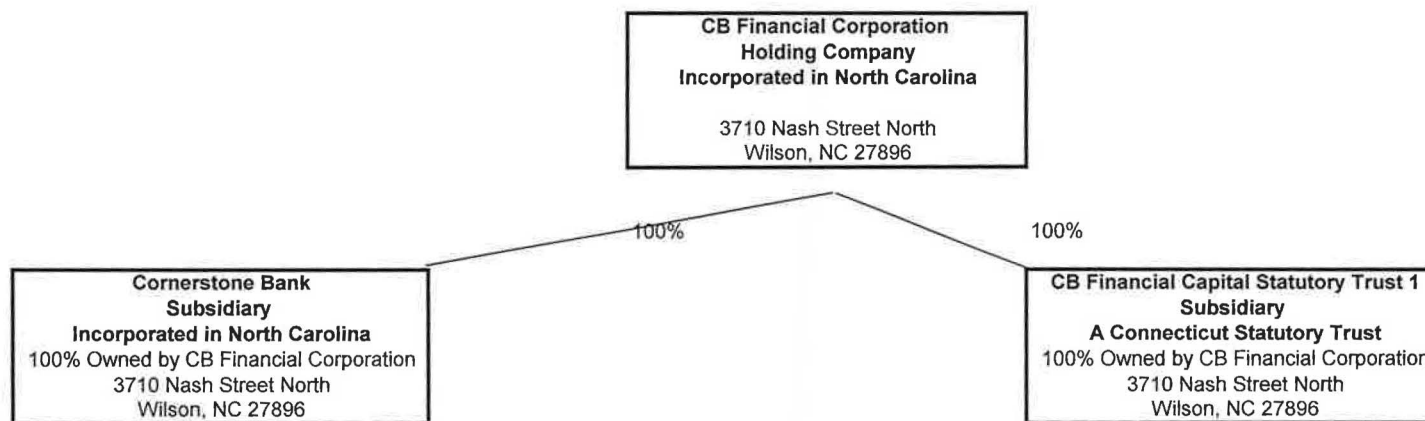 CB Financial Corporation
Holding Company
Incorporated in North Carolina
3710 Nash Street North
Wilson, NC 27896
100%
100%
Cornerstone Bank
Subsidiary
Incorporated in North Carolina
100% Owned by CB Financial Corporation
3710 Nash Street North
Wilson, NC 27896
CB Financial Capital Statutory Trust 1
Subsidiary
A Connecticut Statutory Trust
100% Owned by CB Financial Corporation
3710 Nash Street North
Wilson, NC 27896